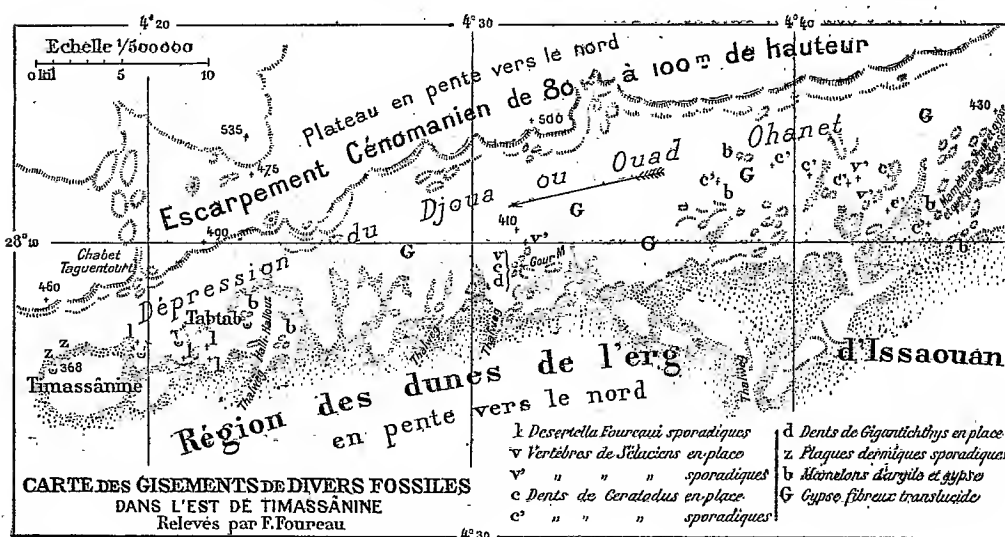 4°20
4°30
4°40
Echelle 1/500000
0 kil 5 10
Plateau en pente vers le nord
Escarpement Cénomanien de 80 à 100m de hauteur
535
475
500
430
G
b
G
c'
b
c'
c'
v'
v'
c'
c'
b
b
Dépression du Djoua ou Ouad Ohanet
410
G
G
G
400
28°10
v'
v
c
d
Gour. M
Chabet
Taguentourt
460
Tabtab
b
b
l
l
l
l
z
z
z
368
Timassânine
Thalweg
Thalweg
Région des dunes de l'erg d'Issaouan
en pente vers le nord
l Desertella Foureaui sporadiques
v Vertèbres de Sélaciens en place
v' " " " sporadiques
c Dents de Ceratodus en place
c' " " " sporadiques
d Dents de Gigantichthys en place
z Plaques dermiques sporadiques
b Mamelons d'argile et gypse
G Gypse fibreux translucide
CARTE DES GISEMENTS DE DIVERS FOSSILES
DANS L'EST DE TIMASSÂNINE
Relevés par F. Foureau
4°30